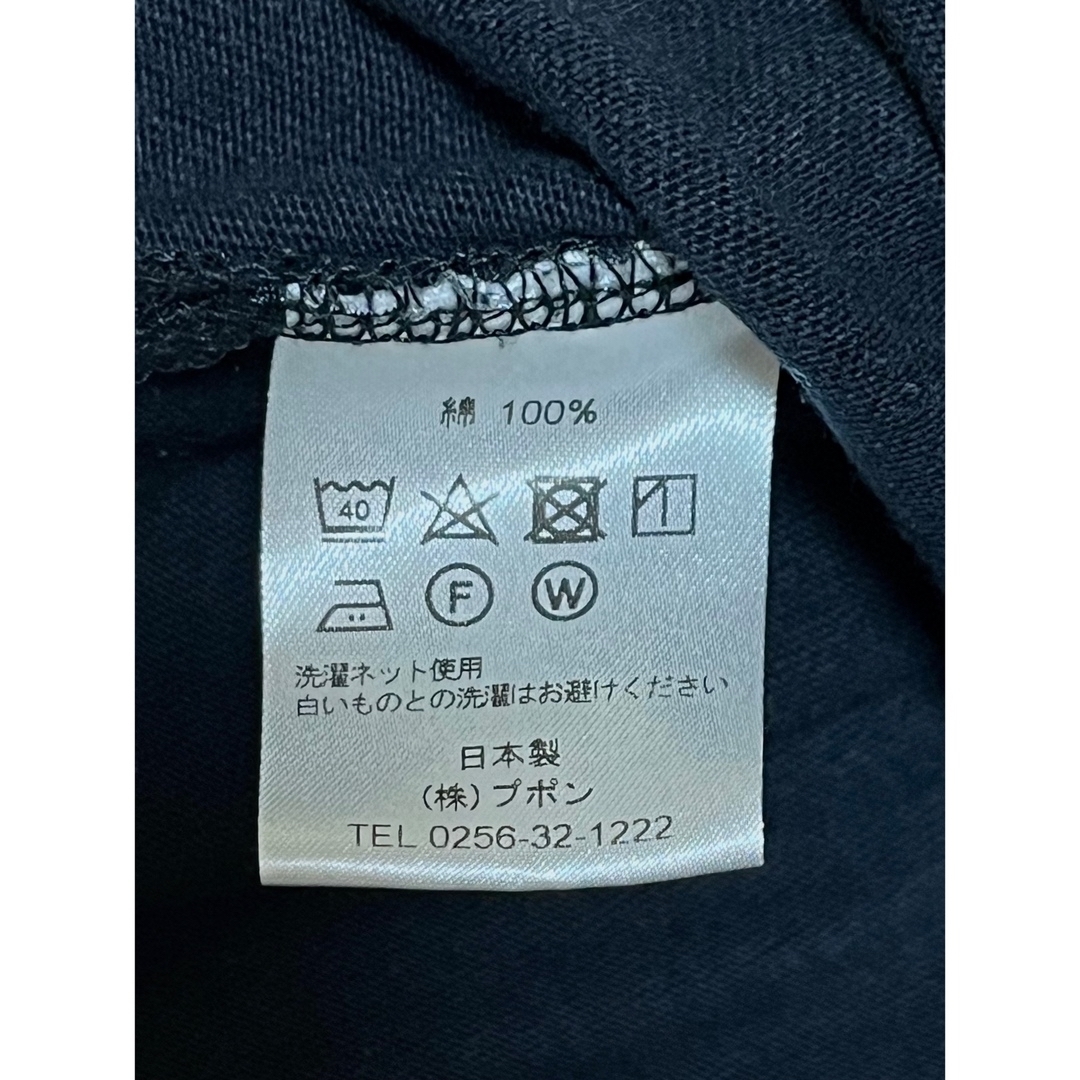 綿 100%
40
F W
洗濯ネット使用
白いものとの洗濯はお避けください
日本製
(株)プポン
TEL 0256-32-1222